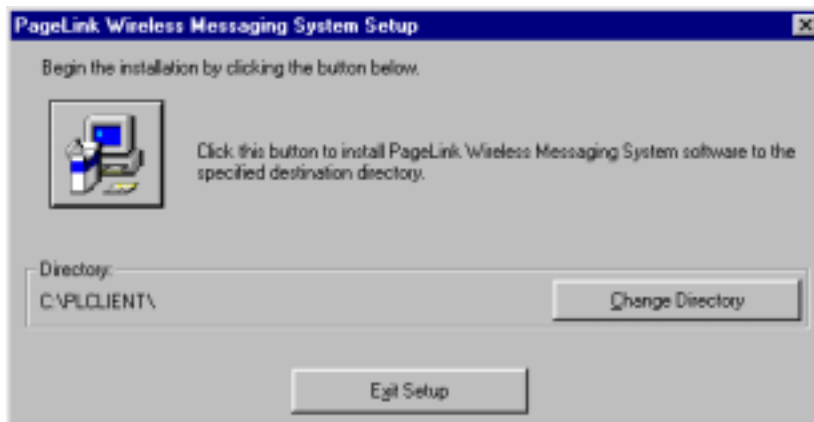 PageLink Wireless Messaging System Setup
Begin the installation by clicking the button below.
Click this button to install PageLink Wireless Messaging System software to the
specified destination directory.
Directory:
C:\PLCLIENT\
Change Directory
Exit Setup